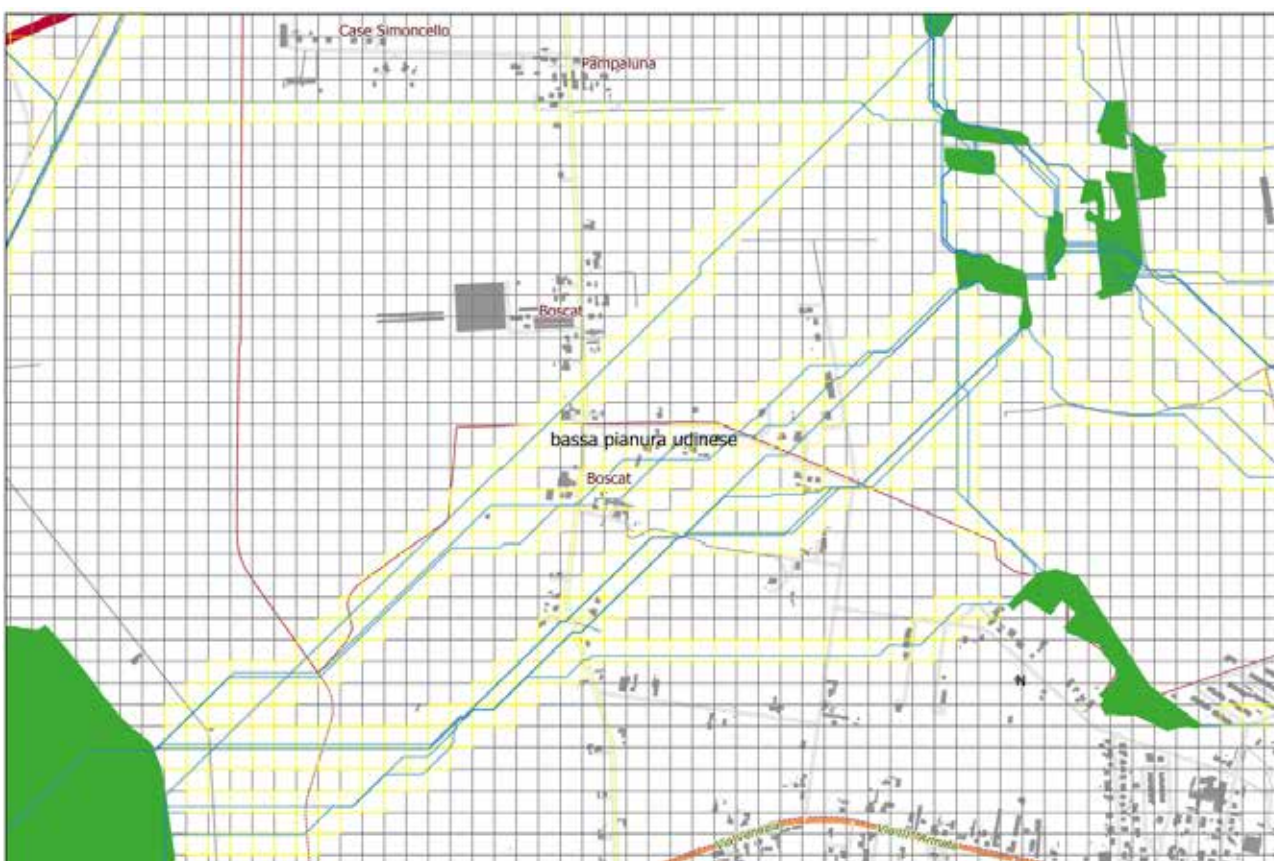 Case Simoncello
Pampaluna
Boscat
bassa pianura udinese
Boscat